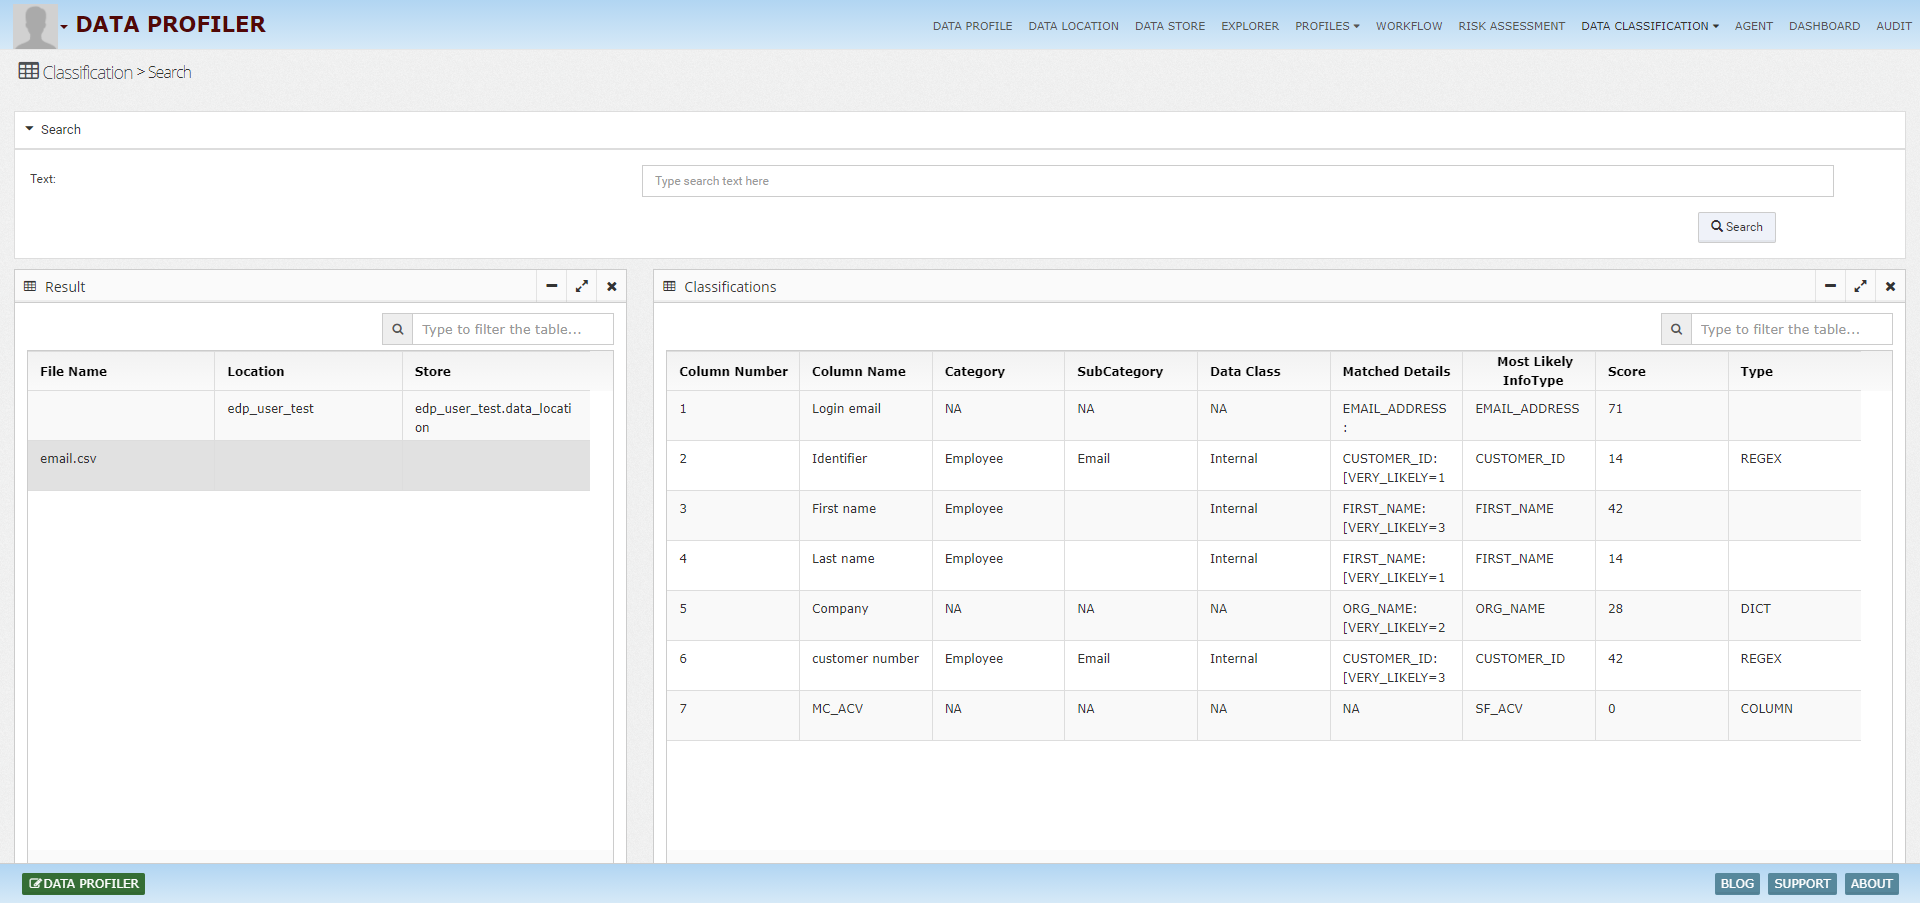 DATA PROFILER
DATA PROFILE DATA LOCATION DATA STORE EXPLORER PROFILES WORKFLOW RISK ASSESSMENT DATA CLASSIFICATION AGENT DASHBOARD AUDIT
Classification > Search
Search
Text:
Type search text here
Search
Result
Type to filter the table...
File Name Location Store
edp_user_test edp_user_test.data_locati
on
email.csv
Classifications
Type to filter the table...
Column Number Column Name Category SubCategory Data Class Matched Details Most Likely InfoType Score Type
1 Login email NA NA NA EMAIL_ADDRESS EMAIL_ADDRESS 71
:
2 Identifier Employee Email Internal CUSTOMER_ID: CUSTOMER_ID 14 REGEX
[VERY_LIKELY=1
3 First name Employee Internal FIRST_NAME: FIRST_NAME 42
[VERY_LIKELY=3
4 Last name Employee Internal FIRST_NAME: FIRST_NAME 14
[VERY_LIKELY=1
5 Company NA NA NA ORG_NAME: ORG_NAME 28 DICT
[VERY_LIKELY=2
6 customer number Employee Email Internal CUSTOMER_ID: CUSTOMER_ID 42 REGEX
[VERY_LIKELY=3
7 MC_ACV NA NA NA NA SF_ACV 0 COLUMN
DATA PROFILER
BLOG SUPPORT ABOUT